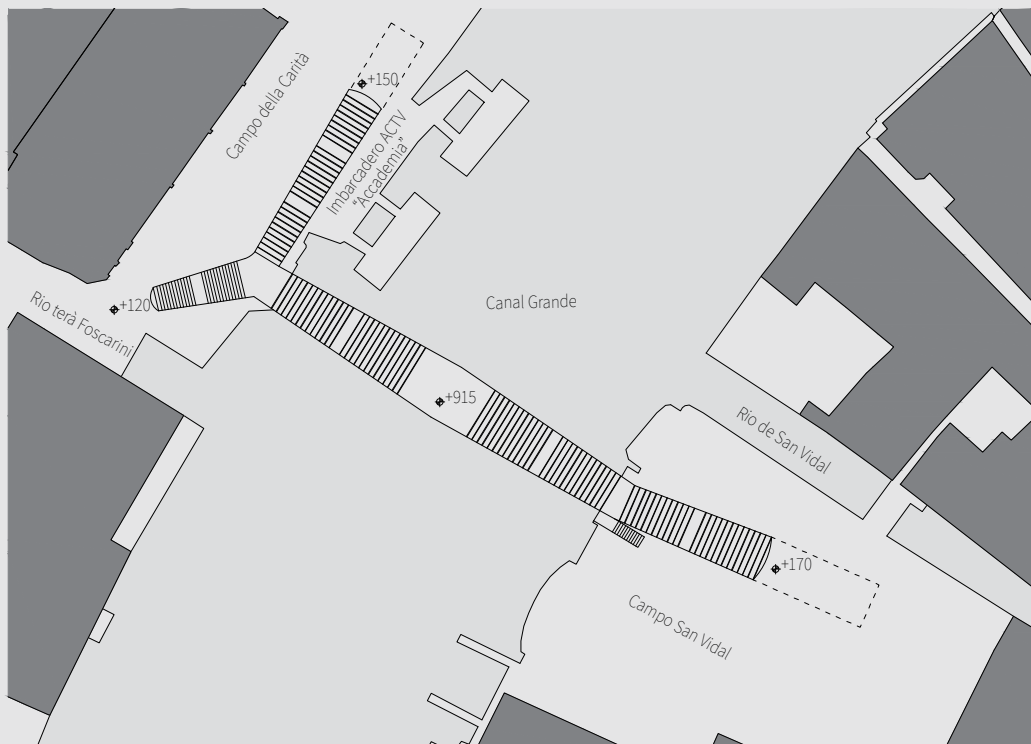 +150
Campo della Carità
Imbarcadero ACTV
“Accademia”
+120
Rio terà Foscarini
Canal Grande
+915
Rio de San Vidal
+170
Campo San Vidal